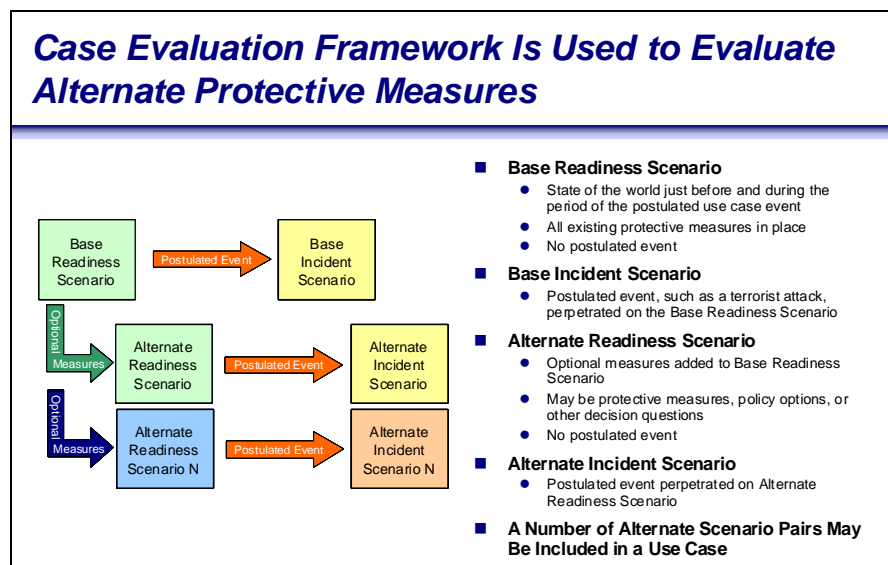 Case Evaluation Framework Is Used to Evaluate
Alternate Protective Measures
Base
Readiness
Scenario
Postulated Event
Base
Incident
Scenario
Optional
Measures
Alternate
Readiness
Scenario
Postulated Event
Alternate
Incident
Scenario
Optional
Measures
Alternate
Readiness
Scenario N
Postulated Event
Alternate
Incident
Scenario N
Base Readiness Scenario
State of the world just before and during the
period of the postulated use case event
All existing protective measures in place
No postulated event
Base Incident Scenario
Postulated event, such as a terrorist attack,
perpetrated on the Base Readiness Scenario
Alternate Readiness Scenario
Optional measures added to Base Readiness
Scenario
May be protective measures, policy options, or
other decision questions
No postulated event
Alternate Incident Scenario
Postulated event perpetrated on Alternate
Readiness Scenario
A Number of Alternate Scenario Pairs May
Be Included in a Use Case